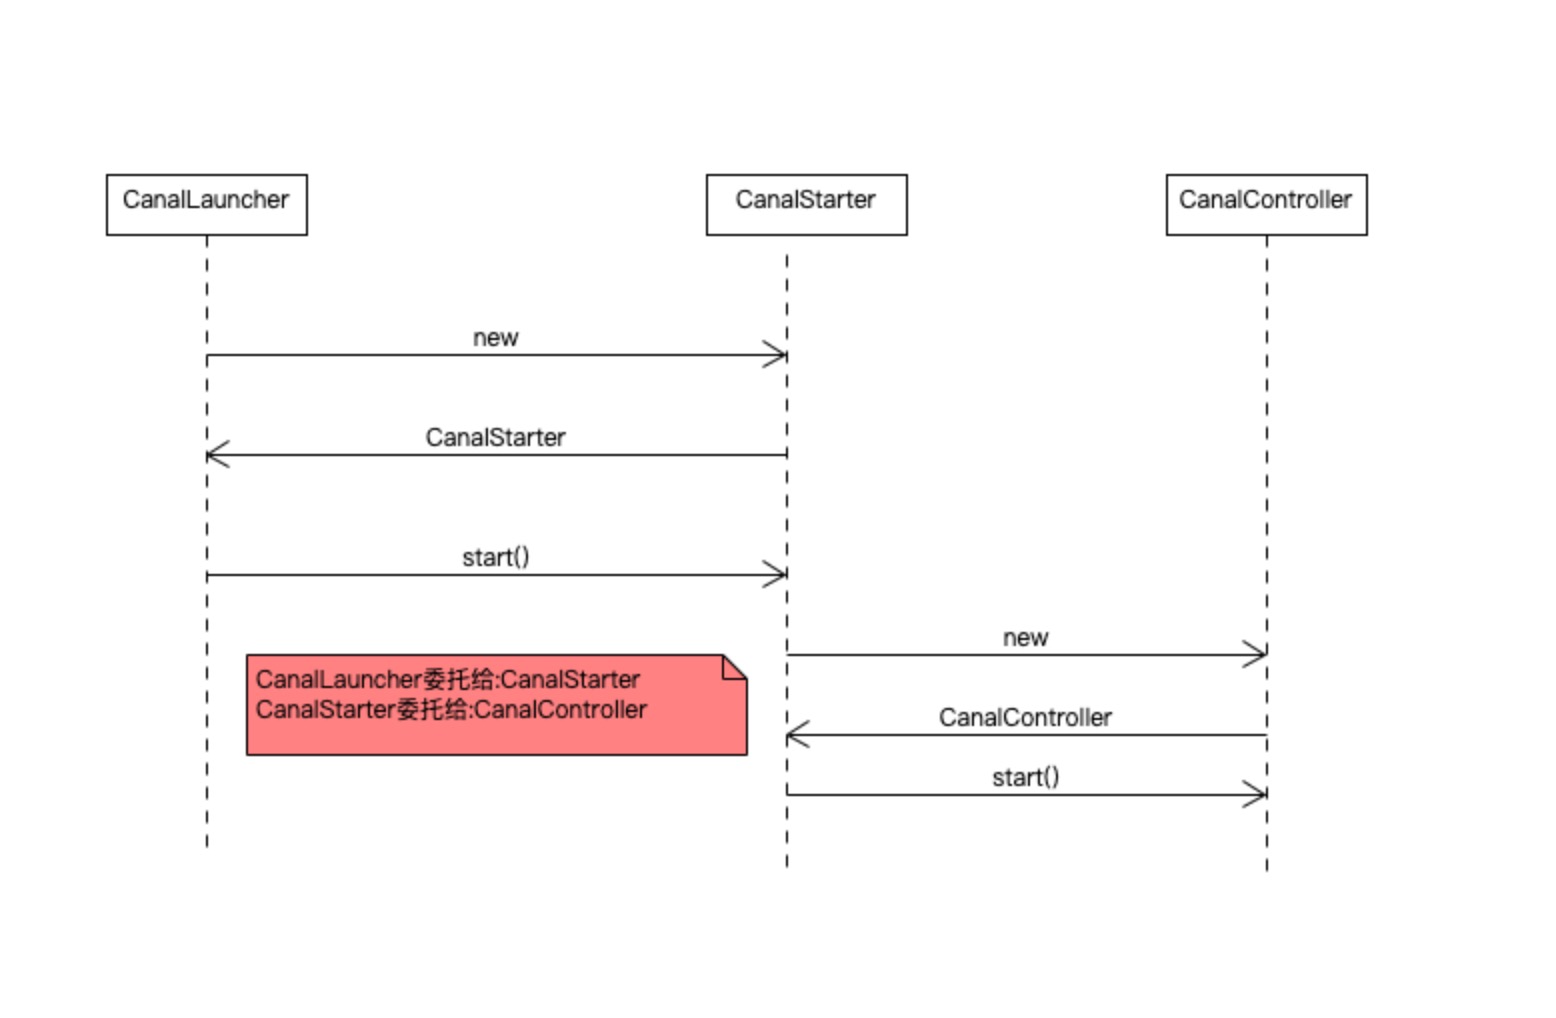 CanalLauncher
CanalStarter
CanalController
new
CanalStarter
start()
new
CanalLauncher委托给:CanalStarter
CanalStarter委托给:CanalController
CanalController
start()